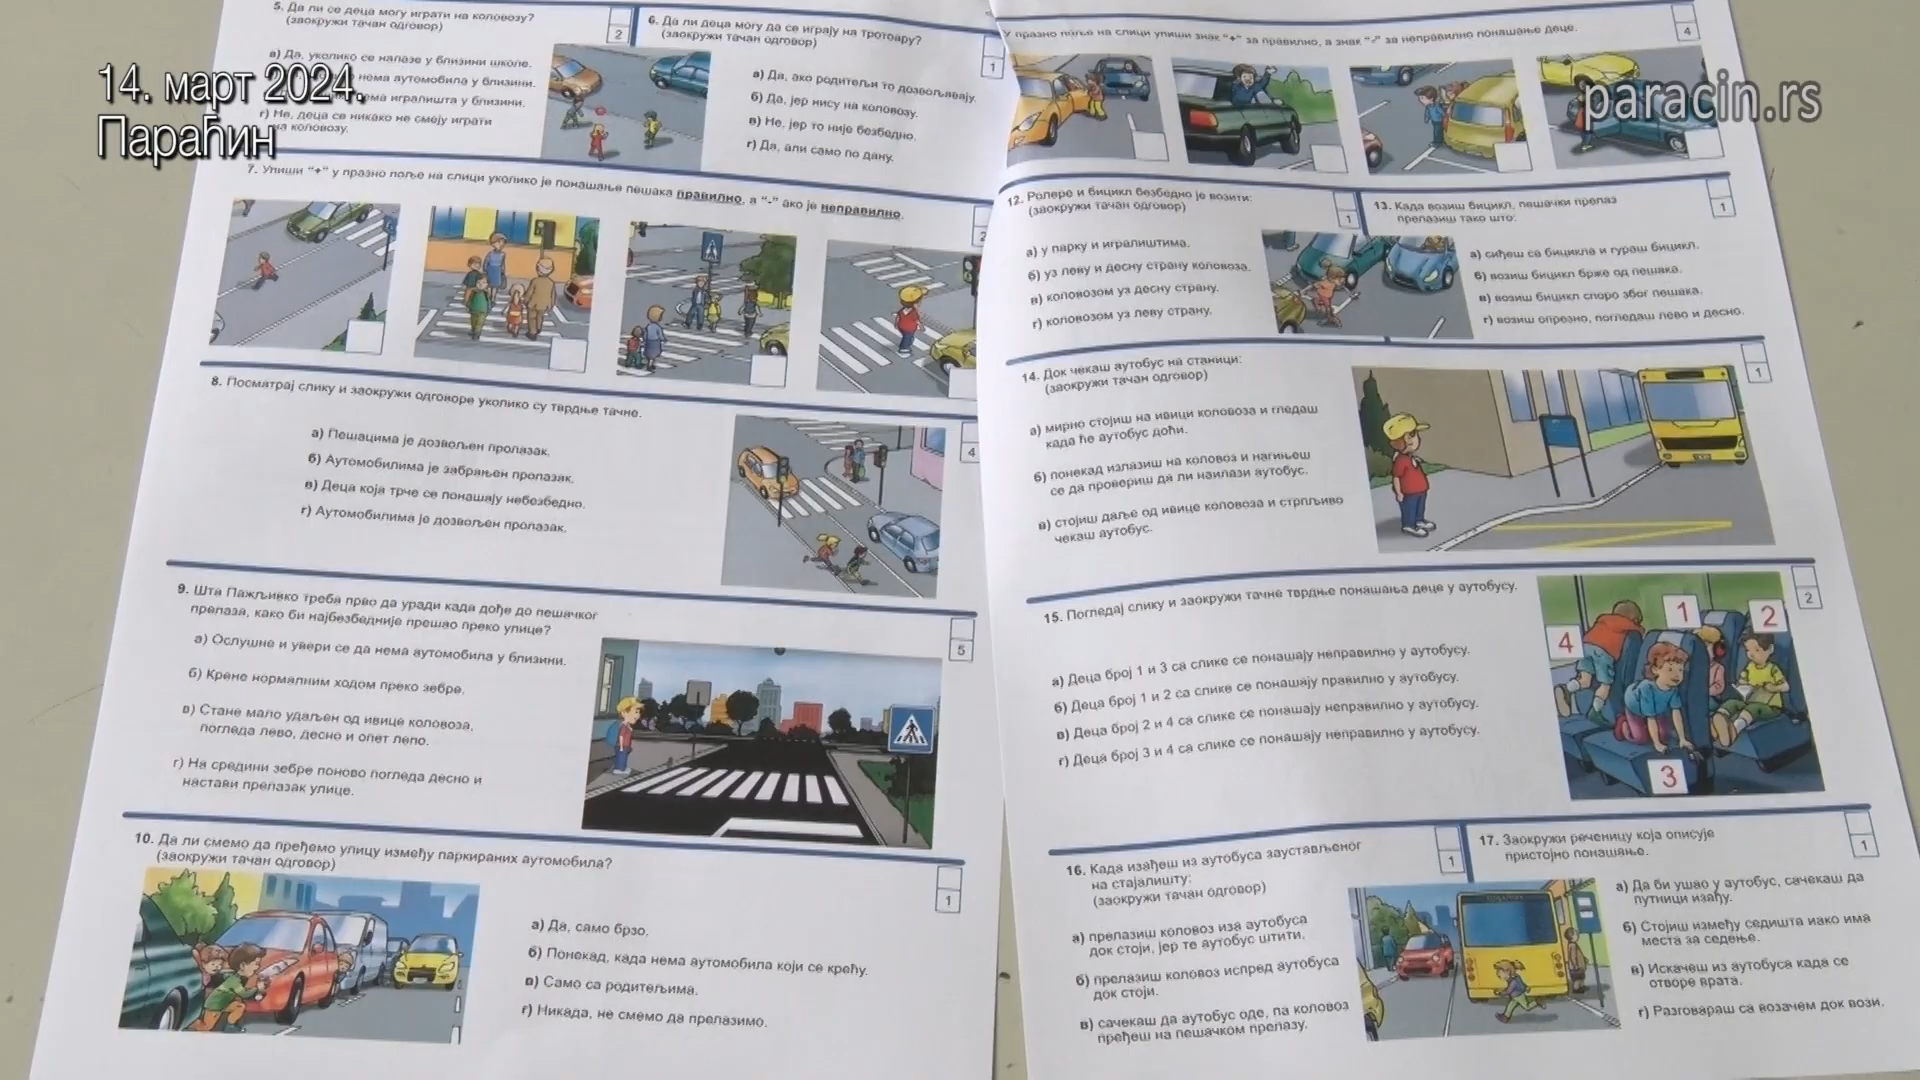 14. март 2024.
Параћин
paracin.rs
5. Да ли се деца могу играти на коловозу?
(заокружи тачан одговор)
2
а) Да, уколико се налазе у близини школе.
нема аутомобила у близини.
нема игралишта у близини.
г) Не, деца се никако не смеју играти
на коловозу.
6. Да ли деца могу да се играју на тротоару?
(заокружи тачан одговор)
1
а) Да, ако родитељи то дозвољавају.
б) Да, јер нису на коловозу.
в) Не, јер то није безбедно.
г) Да, али само по дану.
7. Упиши "+" у празно поље на слици уколико је понашање пешака правилно, а "-" ако је неправилно.
2
8. Посматрај слику и заокружи одговоре уколико су тврдње тачне.
4
а) Пешацима је дозвољен пролазак.
б) Аутомобилима је забрањен пролазак.
в) Деца која трче се понашају небезбедно.
г) Аутомобилима је дозвољен пролазак.
9. Шта Пажљивко треба прво да уради када дође до пешачког
прелаза, како би најбезбедније прешао преко улице?
5
а) Ослушне и увери се да нема аутомобила у близини.
б) Крене нормалним ходом преко зебре.
в) Стане мало удаљен од ивице коловоза,
погледа лево, десно и опет лево.
г) На средини зебре поново погледа десно и
настави прелазак улице.
10. Да ли смемо да пређемо улицу између паркираних аутомобила?
(заокружи тачан одговор)
1
а) Да, само брзо.
б) Понекад, када нема аутомобила који се крећу.
в) Само са родитељима.
г) Никада, не смемо да прелазимо.
У празно поље на слици упиши знак "+" за правилно, а знак "-" за неправилно понашање деце.
4
12. Ролере и бицикл безбедно је возити:
(заокружи тачан одговор)
1
а) у парку и игралиштима.
б) уз леву и десну страну коловоза.
в) коловозом уз десну страну.
г) коловозом уз леву страну.
13. Када возиш бицикл, пешачки прелаз
прелазиш тако што:
1
а) сиђеш са бицикла и гураш бицикл.
б) возиш бицикл брже од пешака.
в) возиш бицикл споро због пешака.
г) возиш опрезно, погледаш лево и десно.
14. Док чекаш аутобус на станици:
(заокружи тачан одговор)
1
а) мирно стојиш на ивици коловоза и гледаш
када ће аутобус доћи.
б) понекад излазиш на коловоз и нагињеш
се да провериш да ли наилази аутобус.
в) стојиш даље од ивице коловоза и стрпљиво
чекаш аутобус.
15. Погледај слику и заокружи тачне тврдње понашања деце у аутобусу.
2
а) Деца број 1 и 3 са слике се понашају неправилно у аутобусу.
б) Деца број 1 и 2 са слике се понашају правилно у аутобусу.
в) Деца број 2 и 4 са слике се понашају неправилно у аутобусу.
г) Деца број 3 и 4 са слике се понашају неправилно у аутобусу.
1
2
4
3
16. Када изађеш из аутобуса заустављеног
на стајалишту:
(заокружи тачан одговор)
1
а) прелазиш коловоз иза аутобуса
док стоји, јер те аутобус штити.
б) прелазиш коловоз испред аутобуса
док стоји.
в) сачекаш да аутобус оде, па коловоз
пређеш на пешачком прелазу.
17. Заокружи реченицу која описује
пристојно понашање.
1
а) Да би ушао у аутобус, сачекаш да
путници изађу.
б) Стојиш између седишта иако има
места за седење.
в) Искачеш из аутобуса када се
отворе врата.
г) Разговараш са возачем док вози.